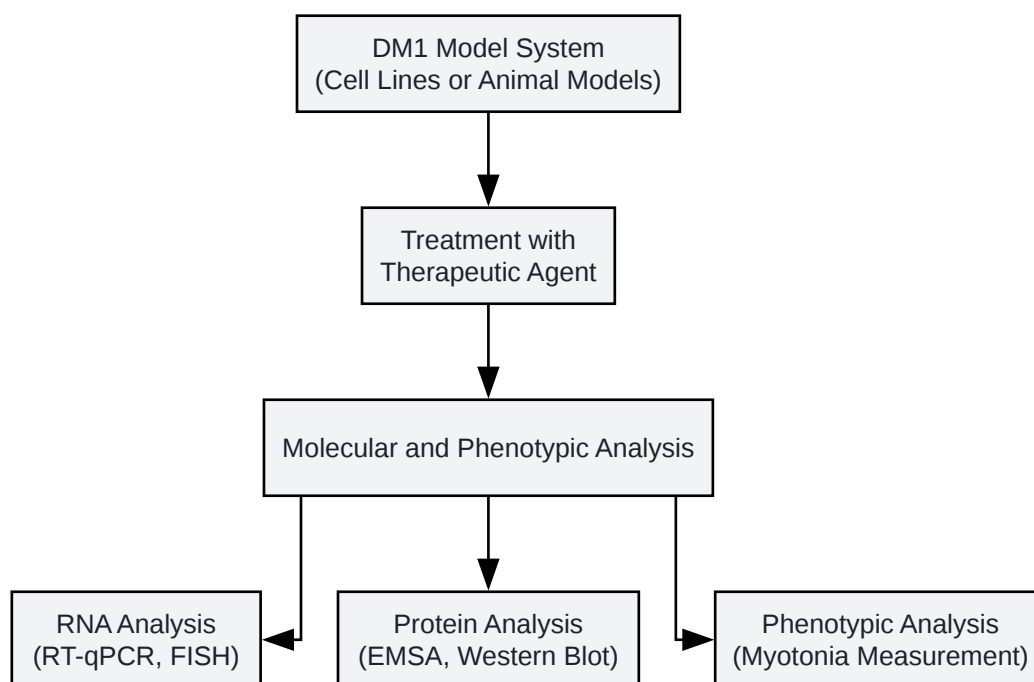 DM1 Model System
(Cell Lines or Animal Models)
Treatment with
Therapeutic Agent
Molecular and Phenotypic Analysis
RNA Analysis
(RT-qPCR, FISH)
Protein Analysis
(EMSA, Western Blot)
Phenotypic Analysis
(Myotonia Measurement)